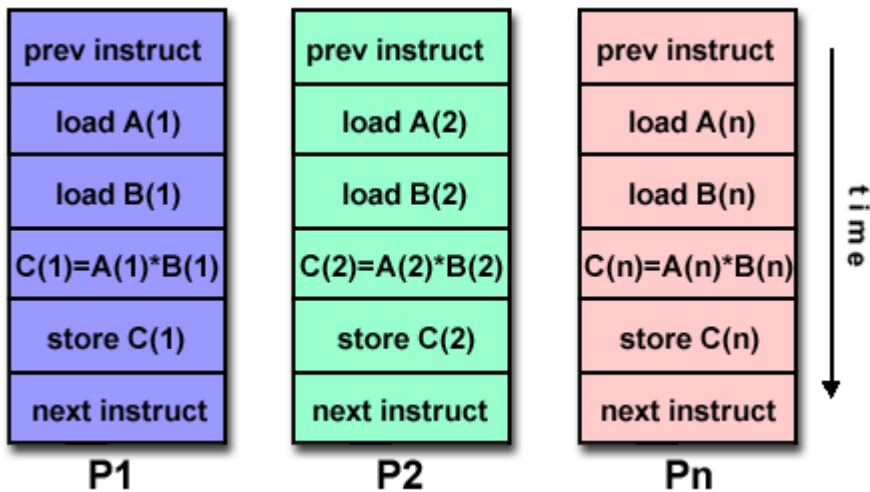 prev instruct
load A(1)
load B(1)
C(1)=A(1)*B(1)
store C(1)
next instruct
P1
prev instruct
load A(2)
load B(2)
C(2)=A(2)*B(2)
store C(2)
next instruct
P2
prev instruct
load A(n)
load B(n)
C(n)=A(n)*B(n)
store C(n)
next instruct
Pn
time